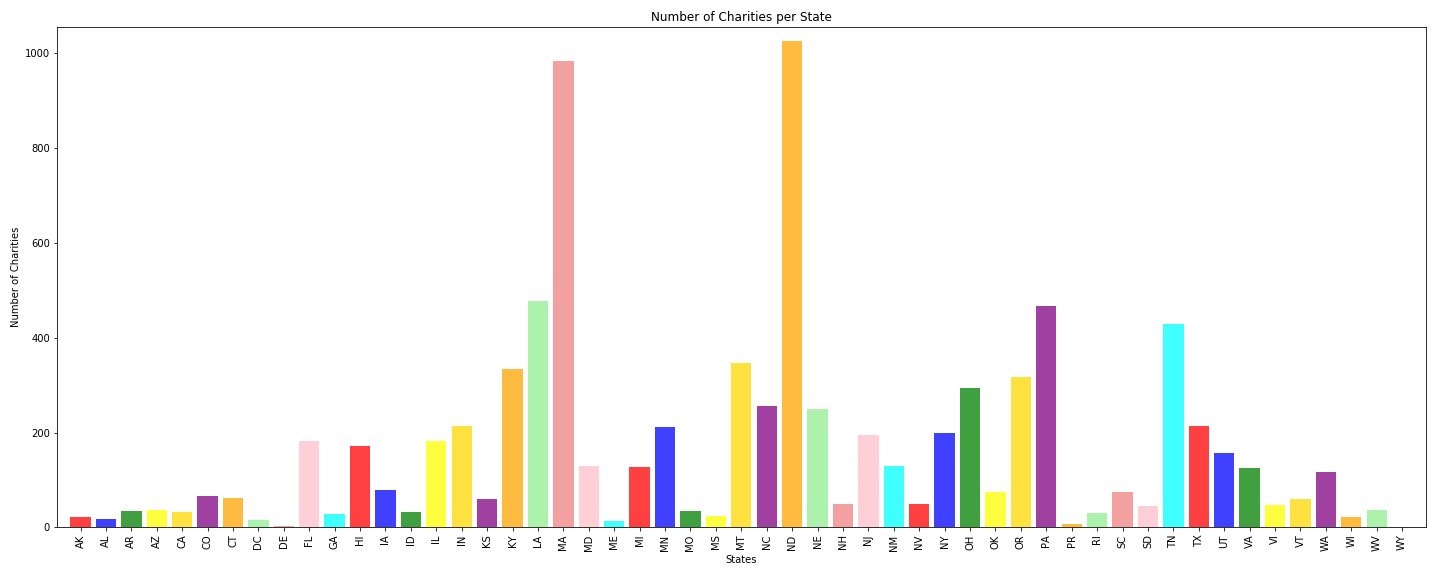 Number of Charities per State
Number of Charities
1000
800
600
400
200
0
AK AL AR AZ CA CO CT DC DE FL GA HI IA ID IL IN KS KY LA MA MD ME MI MN MO MS MT NC ND NE NH NJ NM NV NY OH OK OR PA PR RI SC SD TN TX UT VA VI VT WA WI WV WY
States